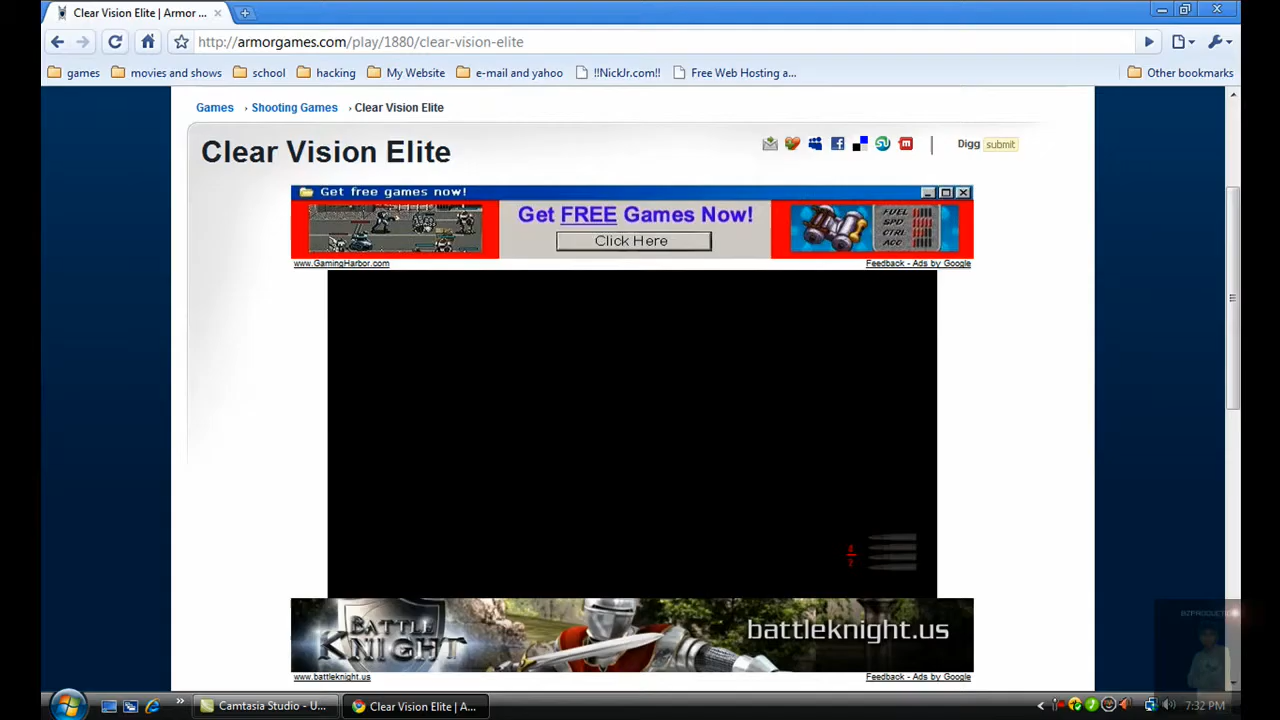 Clear Vision Elite | Armor ...
http://armorgames.com/play/1880/clear-vision-elite
games
movies and shows
school
hacking
My Website
e-mail and yahoo
!!NickJr.com!!
Free Web Hosting a...
Other bookmarks
Games › Shooting Games › Clear Vision Elite
Clear Vision Elite
Digg submit
Get free games now!
Get FREE Games Now!
Click Here
FUEL
SPD
CTRL
ACC
www.GamingHarbor.com
Feedback - Ads by Google
4
?
BATTLE
KNIGHT
battleknight.us
www.battleknight.us
Feedback - Ads by Google
Camtasia Studio - U...
Clear Vision Elite | A...
7:32 PM